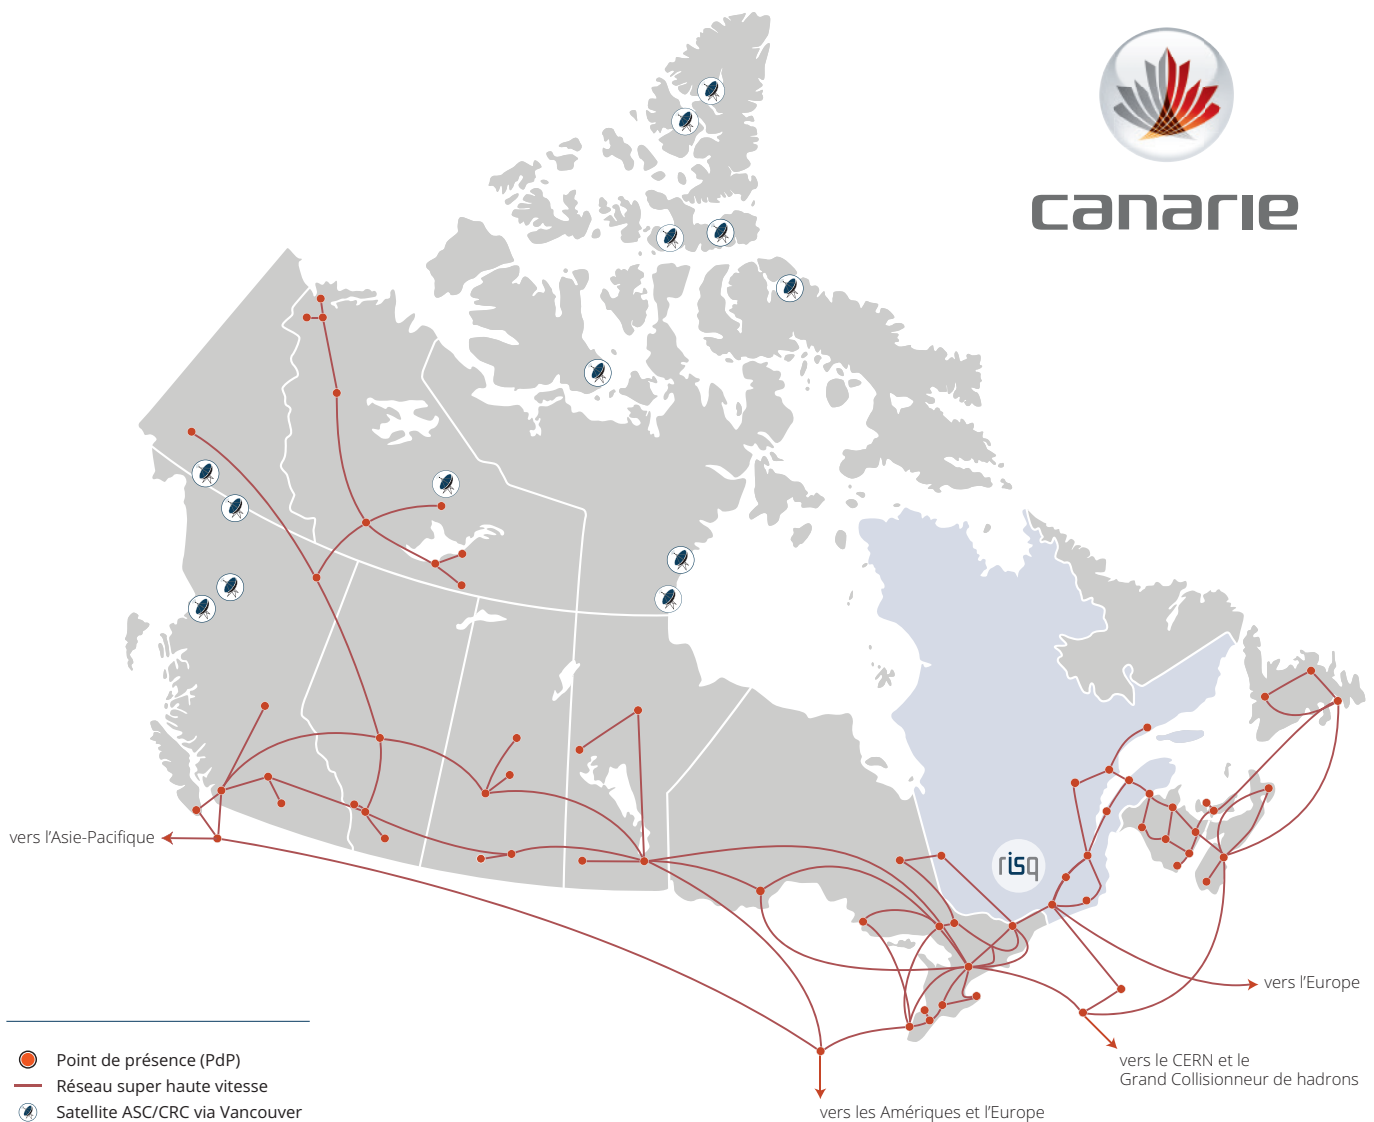 canarie
risq
vers l’Asie-Pacifique
vers l’Europe
vers le CERN et le
Grand Collisionneur de hadrons
vers les Amériques et l’Europe
Point de présence (PdP)
Réseau super haute vitesse
Satellite ASC/CRC via Vancouver